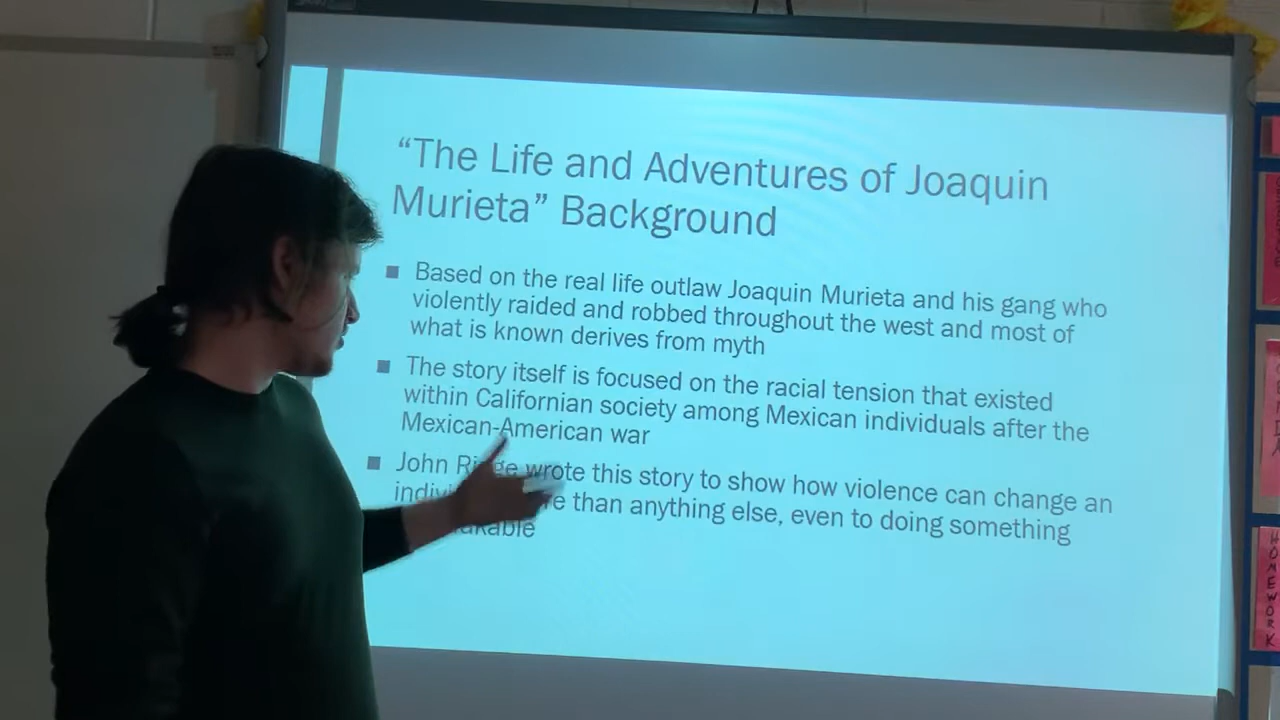 “The Life and Adventures of Joaquin
Murieta” Background
■ Based on the real life outlaw Joaquin Murieta and his gang who
violently raided and robbed throughout the west and most of
what is known derives from myth
■ The story itself is focused on the racial tension that existed
within Californian society among Mexican individuals after the
Mexican-American war
■ John wrote this story to show how violence can change an
than anything else, even to doing something
HOMEWORK